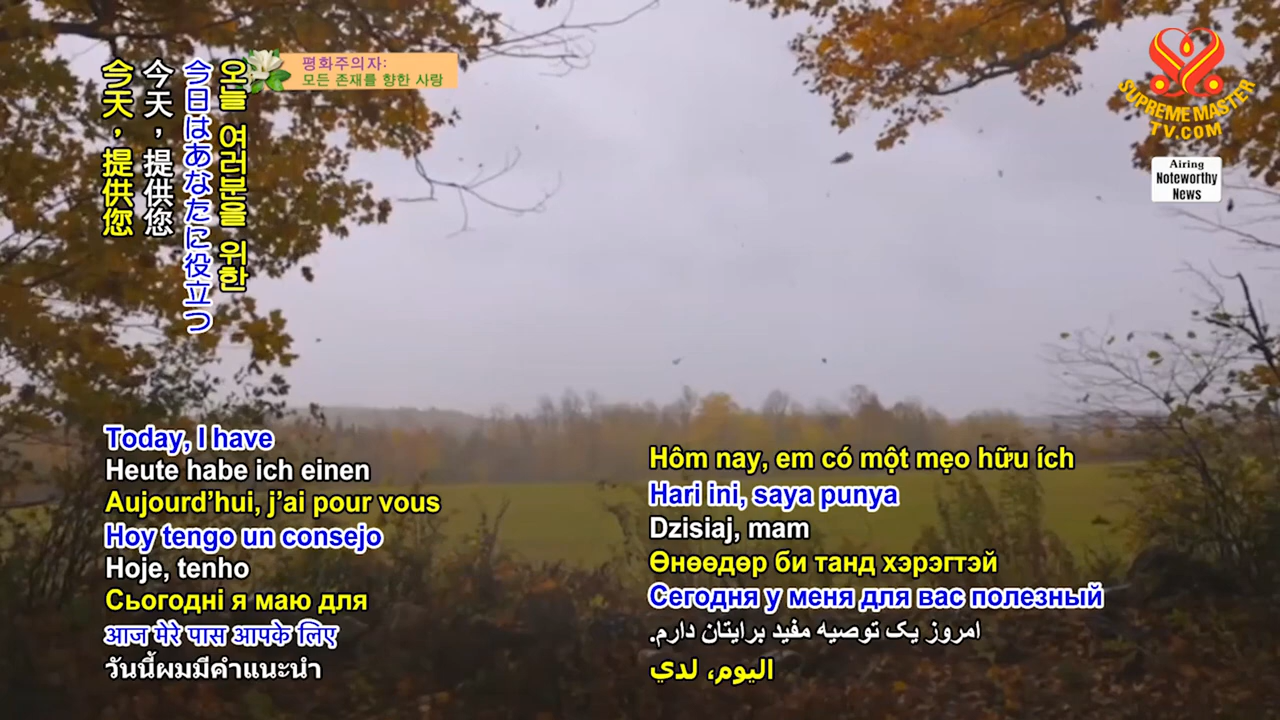 평화주의자:
모든 존재를 향한 사랑
SUPREME MASTER
TV.COM
Airing
Noteworthy
News
오늘 여러분을 위한
今日はあなたに役立つ
今天，提供您
今天，提供您
Today, I have
Heute habe ich einen
Aujourd'hui, j'ai pour vous
Hoy tengo un consejo
Hoje, tenho
Сьогодні я маю для
आज मेरे पास आपके लिए
วันนี้ผมมีคำแนะนำ
Hôm nay, em có một mẹo hữu ích
Hari ini, saya punya
Dzisiaj, mam
Өнөөдөр би танд хэрэгтэй
Сегодня у меня для вас полезный
امروز یک توصیه مفید برایتان دارم.
اليوم، لدي